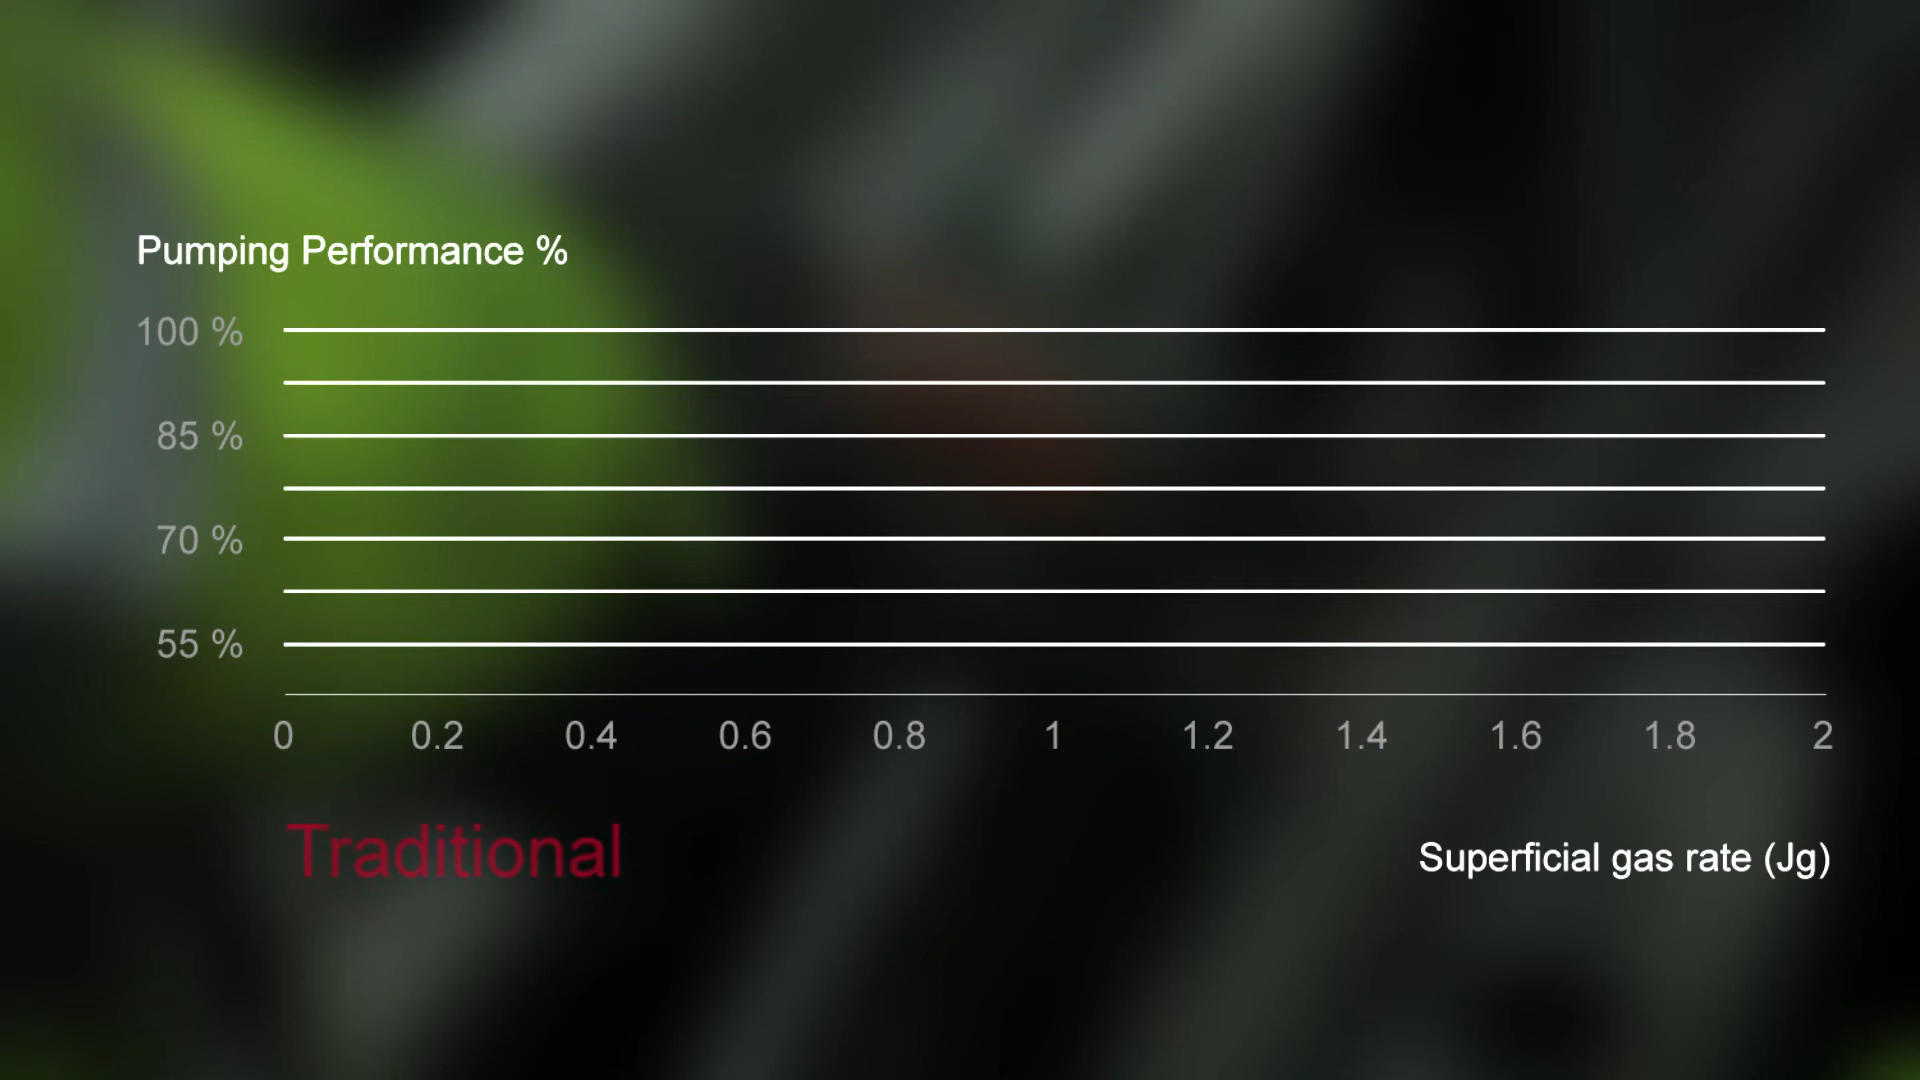 Pumping Performance %
100 %
85 %
70 %
55 %
0 0.2 0.4 0.6 0.8 1 1.2 1.4 1.6 1.8 2
Traditional
Superficial gas rate (Jg)